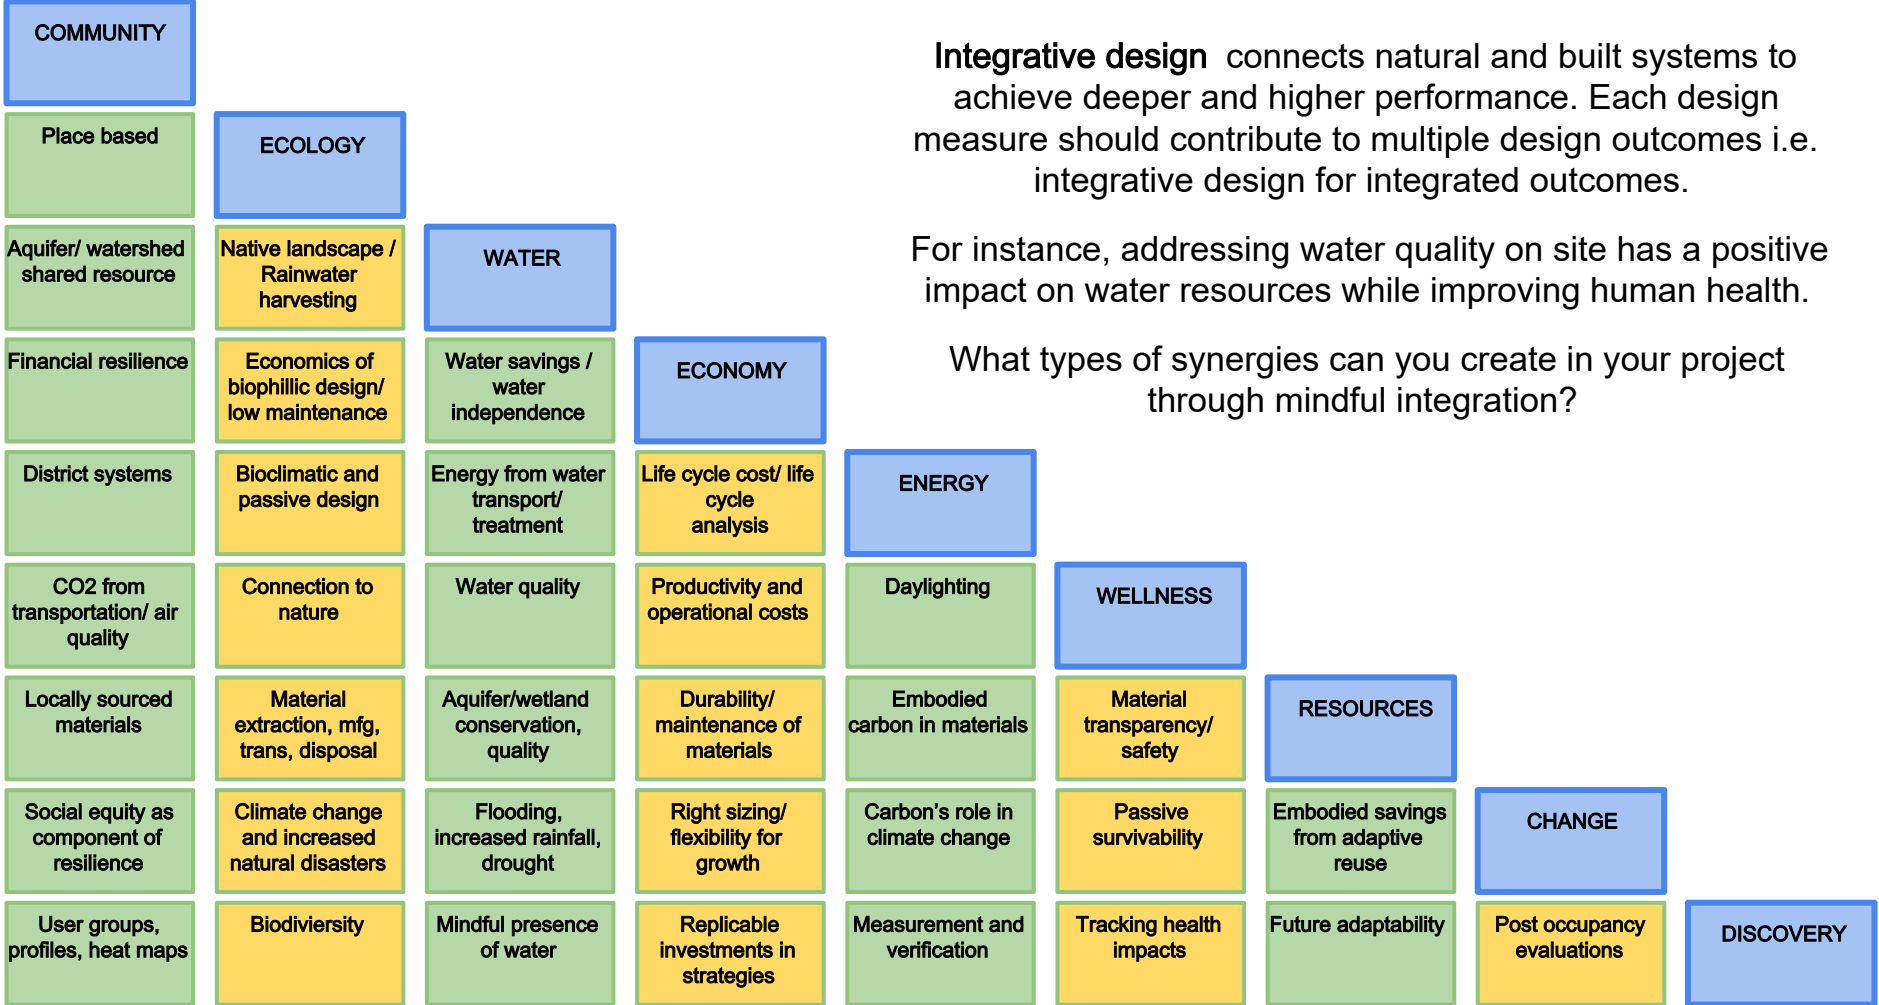 COMMUNITY
Integrative design connects natural and built systems to
achieve deeper and higher performance. Each design
measure should contribute to multiple design outcomes i.e.
integrative design for integrated outcomes.
For instance, addressing water quality on site has a positive
impact on water resources while improving human health.
What types of synergies can you create in your project
through mindful integration?
Place based
ECOLOGY
Aquifer/ watershed
shared resource
Native landscape /
Rainwater
harvesting
WATER
Financial resilience
Economics of
biophillic design/
low maintenance
Water savings /
water
independence
ECONOMY
District systems
Bioclimatic and
passive design
Energy from water
transport/
treatment
Life cycle cost/ life
cycle
analysis
ENERGY
CO2 from
transportation/ air
quality
Connection to
nature
Water quality
Productivity and
operational costs
Daylighting
WELLNESS
Locally sourced
materials
Material
extraction, mfg,
trans, disposal
Aquifer/wetland
conservation,
quality
Durability/
maintenance of
materials
Embodied
carbon in materials
Material
transparency/
safety
RESOURCES
Social equity as
component of
resilience
Climate change
and increased
natural disasters
Flooding,
increased rainfall,
drought
Right sizing/
flexibility for
growth
Carbon’s role in
climate change
Passive
survivability
Embodied savings
from adaptive
reuse
CHANGE
User groups,
profiles, heat maps
Biodiviersity
Mindful presence
of water
Replicable
investments in
strategies
Measurement and
verification
Tracking health
impacts
Future adaptability
Post occupancy
evaluations
DISCOVERY